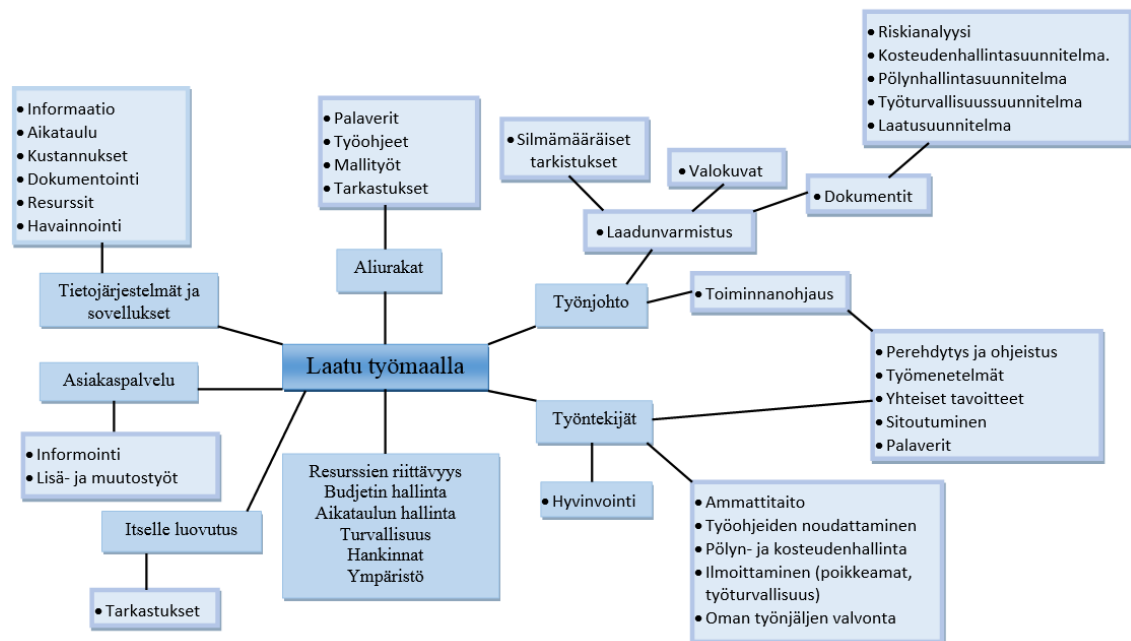 • Riskianalyysi
• Kosteudenhallintasuunnitelma.
• Pölynhallintasuunnitelma
• Työturvallisuussuunnitelma
• Laatusuunnitelma
• Informaatio
• Aikataulu
• Kustannukset
• Dokumentointi
• Resurssit
• Havainnointi
• Palaverit
• Työohjeet
• Mallityöt
• Tarkastukset
• Silmämääräiset
tarkistukset
• Valokuvat
• Dokumentit
• Laadunvarmistus
Aliurakat
Tietojärjestelmät ja
sovellukset
Työnjohto
• Toiminnanohjaus
Laatu työmaalla
• Perehdytys ja ohjeistus
• Työmenetelmät
• Yhteiset tavoitteet
• Sitoutuminen
• Palaverit
Asiakaspalvelu
Työntekijät
• Informointi
• Lisä- ja muutostyöt
Resurssien riittävyys
Budjetin hallinta
Aikataulun hallinta
Turvallisuus
Hankinnat
Ympäristö
• Hyvinvointi
• Ammattitaito
• Työohjeiden noudattaminen
• Pölyn- ja kosteudenhallinta
• Ilmoittaminen (poikkeamat,
työturvallisuus)
• Oman työnjäljen valvonta
Itselle luovutus
• Tarkastukset